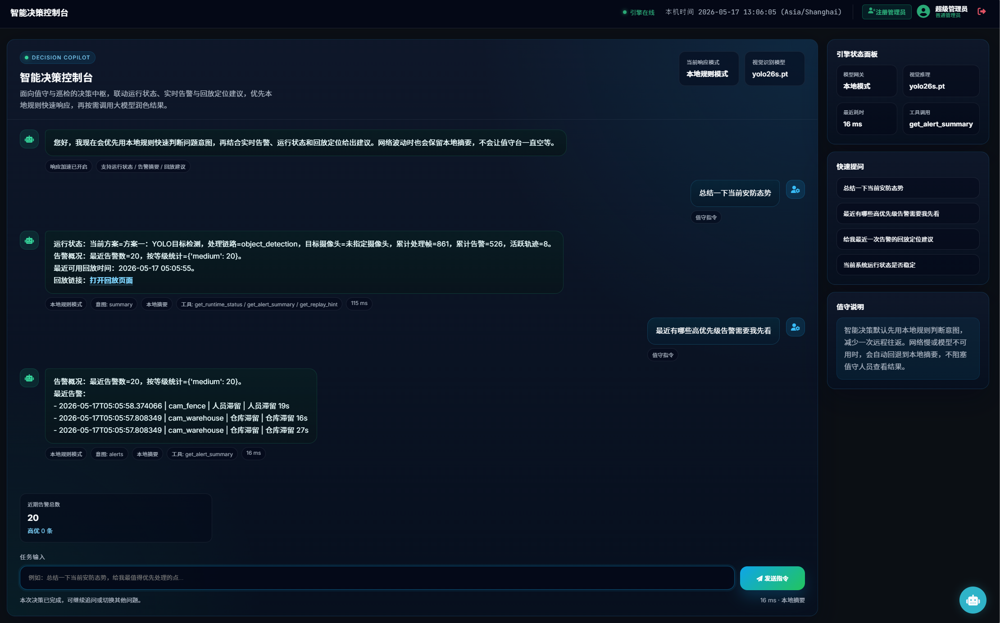 智能决策控制台
引擎在线
本机时间 2026-05-17 13:06:05 (Asia/Shanghai)
注册管理员
超级管理员
普通管理员
DECISION COPILOT
智能决策控制台
面向值守与巡检的决策中枢，联动运行状态、实时告警与回放定位建议，优先本
地规则快速响应，再按需调用大模型润色结果。
当前响应模式
本地规则模式
视觉识别模型
yolo26s.pt
您好，我现在会优先用本地规则快速判断问题意图，再结合实时告警、运行状态和回放定位给出建议。网络波动时也会保留本地摘要，不会让值守台一直空等。
响应加速已开启
支持运行状态 / 告警摘要 / 回放建议
总结一下当前安防态势
值守指令
运行状态：当前方案=方案一：YOLO目标检测，处理链路=object_detection，目标摄像头=未指定摄像头，累计处理帧=861，累计告警=526，活跃轨迹=8。
告警概况：最近告警数=20，按等级统计={'medium': 20}。
最近可用回放时间：2026-05-17 05:05:55。
回放链接：打开回放页面
本地规则模式
意图: summary
本地摘要
工具: get_runtime_status / get_alert_summary / get_replay_hint
115 ms
最近有哪些高优先级告警需要我先看
值守指令
告警概况：最近告警数=20，按等级统计={'medium': 20}。
最近告警：
- 2026-05-17T05:05:58.374066 | cam_fence | 人员滞留 | 人员滞留 19s
- 2026-05-17T05:05:57.808349 | cam_warehouse | 仓库滞留 | 仓库滞留 16s
- 2026-05-17T05:05:57.808349 | cam_warehouse | 仓库滞留 | 仓库滞留 27s
本地规则模式
意图: alerts
本地摘要
工具: get_alert_summary
16 ms
近期告警总数
20
高优 0 条
任务输入
例如：总结一下当前安防态势，给我最值得优先处理的点...
发送指令
本次决策已完成，可继续追问或切换其他问题。
16 ms · 本地摘要
引擎状态面板
模型网关
本地模式
视觉推理
yolo26s.pt
最近耗时
16 ms
工具调用
get_alert_summary
快速提问
总结一下当前安防态势
最近有哪些高优先级告警需要我先看
给我最近一次告警的回放定位建议
当前系统运行状态是否稳定
值守说明
智能决策默认先用本地规则判断意图，
减少一次远程往返。网络慢或模型不可
用时，会自动回退到本地摘要，不阻塞
值守人员查看结果。